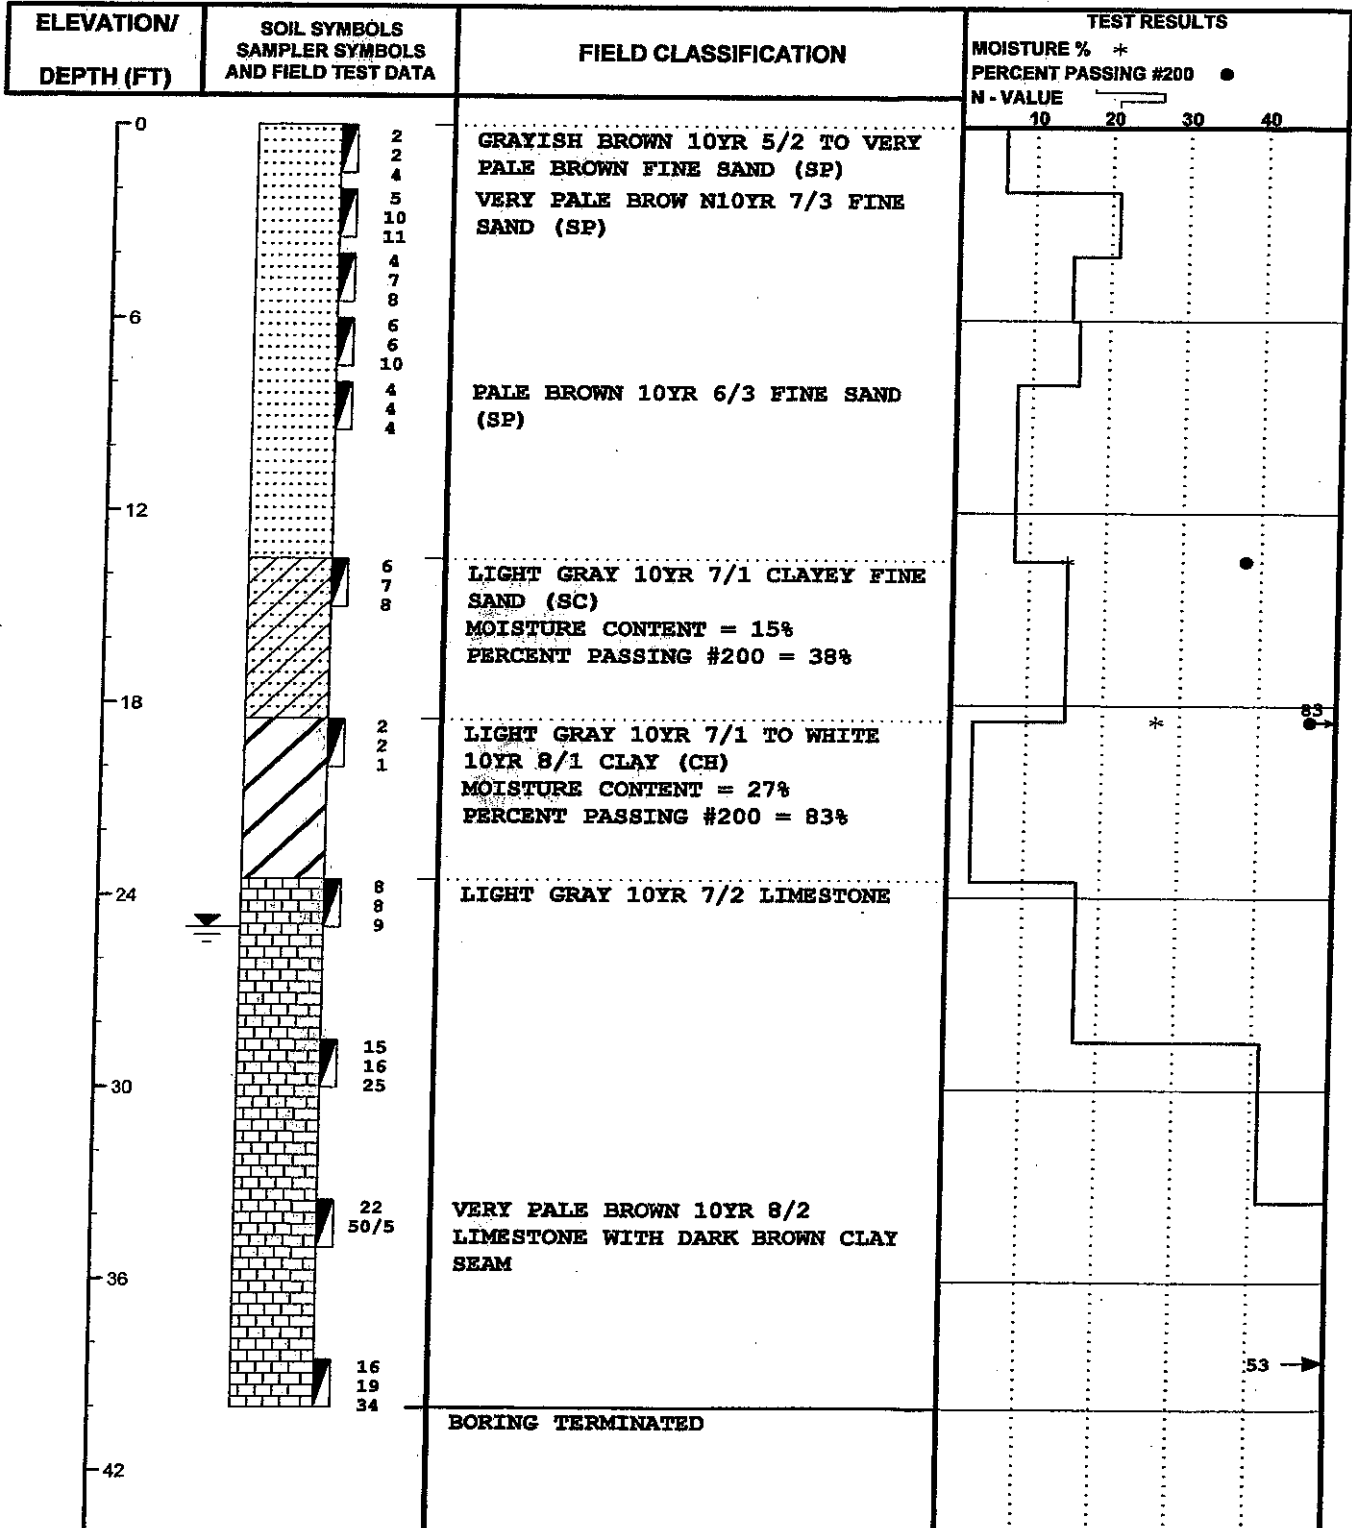 ELEVATION/
DEPTH (FT)
SOIL SYMBOLS
SAMPLER SYMBOLS
AND FIELD TEST DATA
FIELD CLASSIFICATION
TEST RESULTS
MOISTURE % *
PERCENT PASSING #200 ●
N - VALUE
10 20 30 40
0
2
2
4
GRAYISH BROWN 10YR 5/2 TO VERY
PALE BROWN FINE SAND (SP)
5
10
11
VERY PALE BROW N10YR 7/3 FINE
SAND (SP)
4
7
8
6
6
6
10
4
4
4
PALE BROWN 10YR 6/3 FINE SAND
(SP)
12
6
7
8
LIGHT GRAY 10YR 7/1 CLAYEY FINE
SAND (SC)
MOISTURE CONTENT = 15%
PERCENT PASSING #200 = 38%
18
2
2
1
LIGHT GRAY 10YR 7/1 TO WHITE
10YR 8/1 CLAY (CH)
MOISTURE CONTENT = 27%
PERCENT PASSING #200 = 83%
83
24
8
8
9
LIGHT GRAY 10YR 7/2 LIMESTONE
15
16
25
30
22
50/5
VERY PALE BROWN 10YR 8/2
LIMESTONE WITH DARK BROWN CLAY
SEAM
36
16
19
34
53
BORING TERMINATED
42